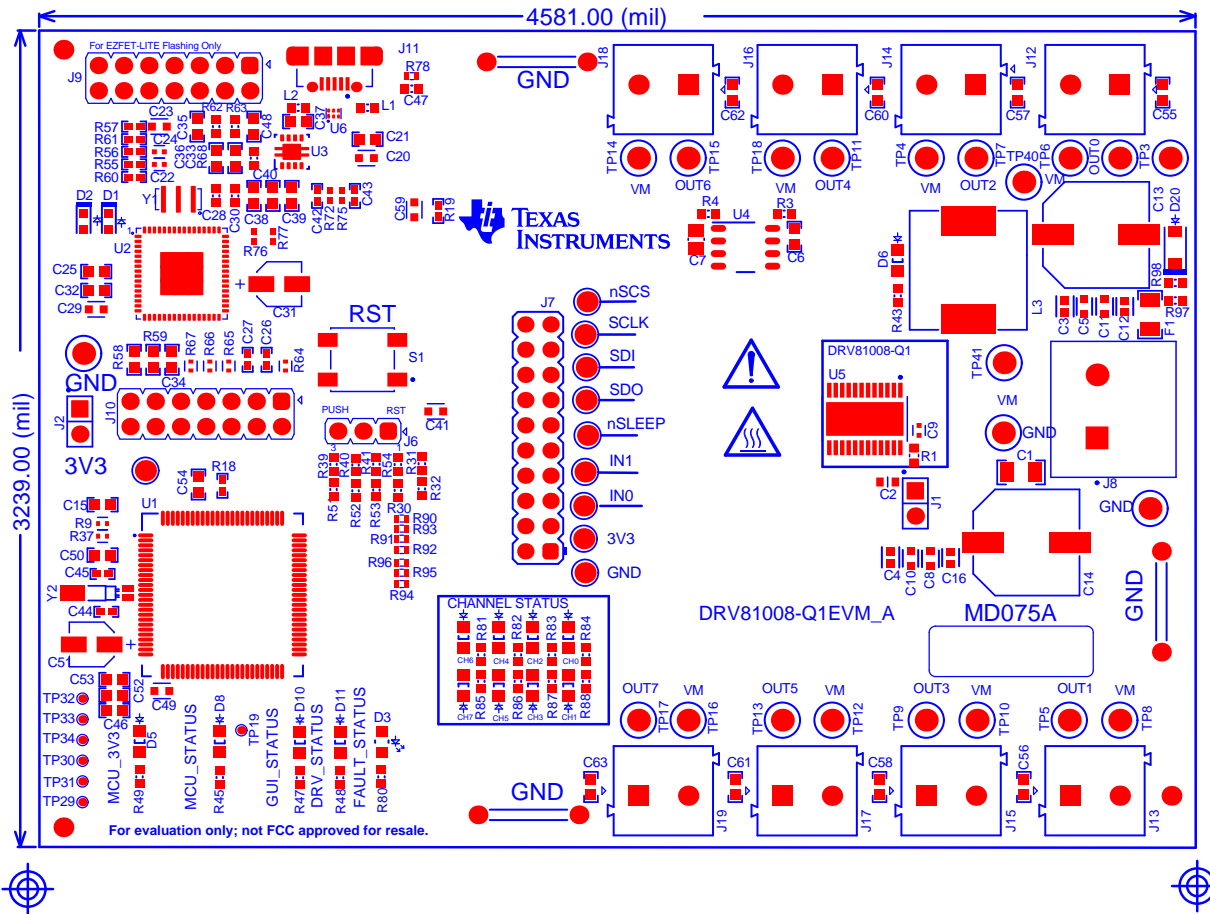 4581.00 (mil)
3239.00 (mil)
For EZFET-LITE Flashing Only
J9
J11
R78
C47
L2
C37
L1
U6
U3
C21
C20
C23
R62
R63
C35
C48
R57
R61
R56
R55
R60
C24
C22
C36
C33
R68
C40
D2
D1
Y1
C28
C30
C38
C39
C42
R72
R75
C43
C59
R19
U2
1
R76
R77
C25
C32
C29
C31
TEXAS
INSTRUMENTS
GND
J18
J16
J14
J12
C62
C60
C57
C55
TP14
TP15
TP18
TP11
TP4
TP7
TP40
TP6
OUT0
TP3
VM
OUT6
VM
OUT4
VM
OUT2
VM
R4
U4
R3
C7
C6
D6
R43
L3
C13
D20
R98
R97
C3
C5
C11
C12
F1
R58
R59
R67
R66
R65
C27
C26
R64
C34
GND
RST
S1
J7
nSCS
SCLK
SDI
SDO
nSLEEP
IN1
IN0
3V3
GND
DRV81008-Q1
U5
C9
R1
C2
J1
TP41
VM
GND
C1
J8
GND
J2
3V3
J10
PUSH
RST
J6
3
1
C41
R39
R40
R41
R54
R31
R51
R52
R53
R30
R32
R90
R93
R91
R92
R96
R95
R94
C54
R18
C15
U1
R9
R37
C50
C45
Y2
C44
C51
C53
C52
C46
C49
C4
C10
C8
C16
C14
GND
CHANNEL STATUS
R81
R82
R83
R84
CH6
CH4
CH2
CH0
R85
R86
R87
R88
CH7
CH5
CH3
CH1
DRV81008-Q1EVM_A
MD075A
TP32
TP33
TP34
TP30
TP31
TP29
MCU_3V3
D5
R49
MCU_STATUS
D8
R45
TP19
GUI_STATUS
D10
R47
DRV_STATUS
D11
R48
FAULT_STATUS
D3
R80
OUT7
VM
OUT5
VM
OUT3
VM
OUT1
VM
TP17
TP16
TP13
TP12
TP9
TP10
TP5
TP8
C63
C61
C58
C56
GND
J19
J17
J15
J13
For evaluation only; not FCC approved for resale.